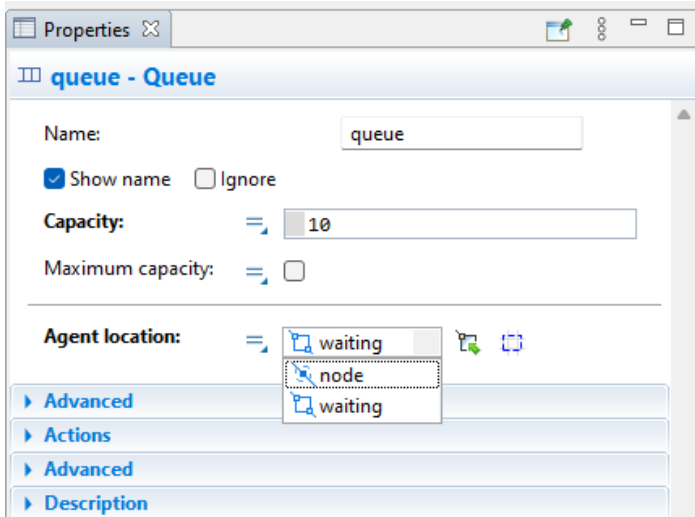 Properties
queue - Queue
Name: queue
Show name Ignore
Capacity: 10
Maximum capacity:
Agent location: waiting
node
waiting
Advanced
Actions
Advanced
Description